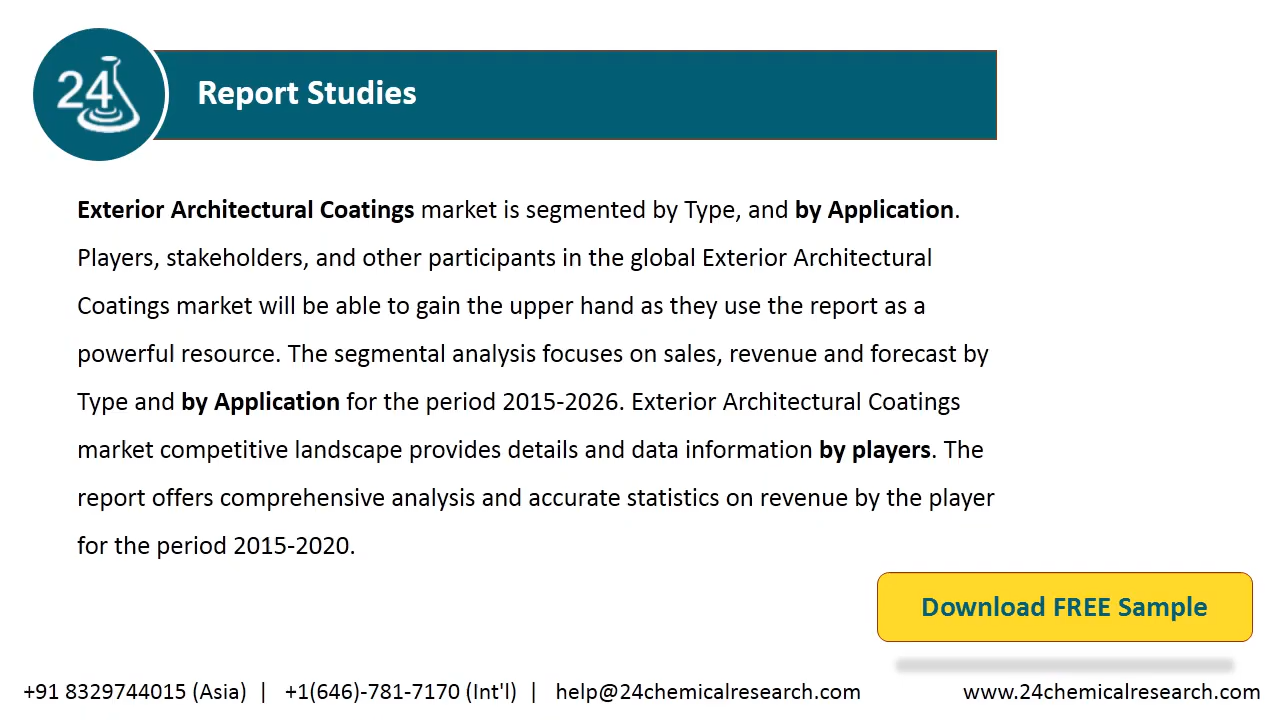 24
Report Studies
Exterior Architectural Coatings market is segmented by Type, and by Application.
Players, stakeholders, and other participants in the global Exterior Architectural
Coatings market will be able to gain the upper hand as they use the report as a
powerful resource. The segmental analysis focuses on sales, revenue and forecast by
Type and by Application for the period 2015-2026. Exterior Architectural Coatings
market competitive landscape provides details and data information by players. The
report offers comprehensive analysis and accurate statistics on revenue by the player
for the period 2015-2020.
Download FREE Sample
+91 8329744015 (Asia) | +1(646)-781-7170 (Int'l) | help@24chemicalresearch.com www.24chemicalresearch.com